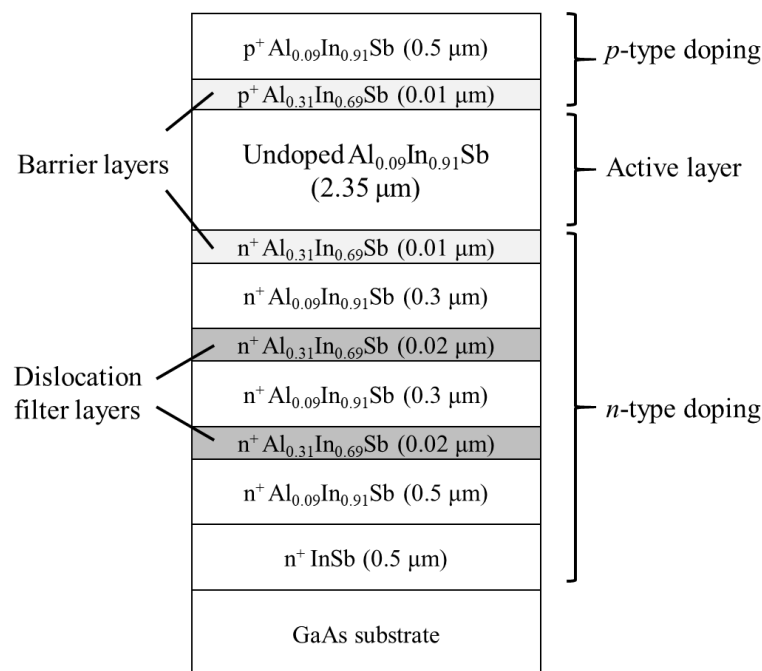 p⁺ Al₀.₀₉In₀.₉₁Sb (0.5 μm)
p-type doping
p⁺ Al₀.₃₁In₀.₆₉Sb (0.01 μm)
Barrier layers
Undoped Al₀.₀₉In₀.₉₁Sb
(2.35 μm)
Active layer
n⁺ Al₀.₃₁In₀.₆₉Sb (0.01 μm)
n⁺ Al₀.₀₉In₀.₉₁Sb (0.3 μm)
n⁺ Al₀.₃₁In₀.₆₉Sb (0.02 μm)
Dislocation
filter layers
n⁺ Al₀.₀₉In₀.₉₁Sb (0.3 μm)
n-type doping
n⁺ Al₀.₃₁In₀.₆₉Sb (0.02 μm)
n⁺ Al₀.₀₉In₀.₉₁Sb (0.5 μm)
n⁺ InSb (0.5 μm)
GaAs substrate